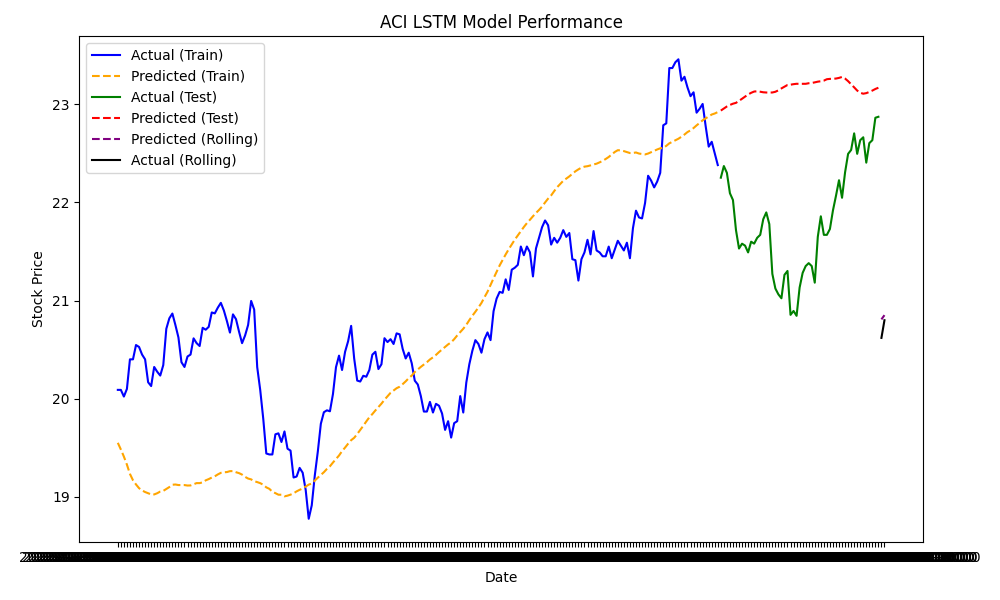 ACI LSTM Model Performance
Actual (Train)
Predicted (Train)
Actual (Test)
Predicted (Test)
Predicted (Rolling)
Actual (Rolling)
Stock Price
23
22
21
20
19
Date